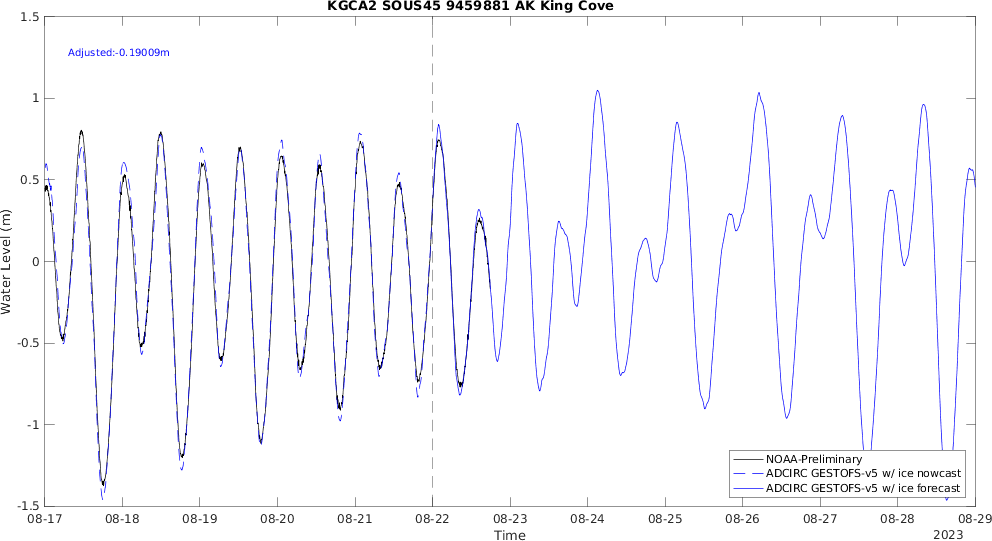 KGCA2 SOUS45 9459881 AK King Cove
Adjusted:-0.19009m
Water Level (m)
1.5
1
0.5
0
-0.5
-1
-1.5
NOAA-Preliminary
ADCIRC GESTOFS-v5 w/ ice nowcast
ADCIRC GESTOFS-v5 w/ ice forecast
08-17 08-18 08-19 08-20 08-21 08-22 08-23 08-24 08-25 08-26 08-27 08-28 08-29
Time
2023